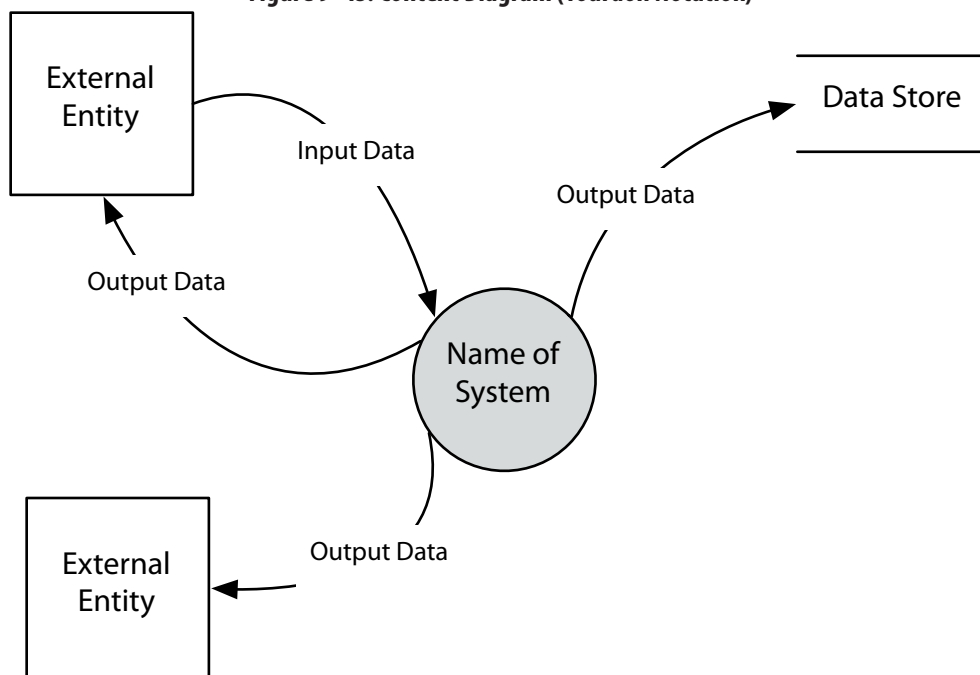 External
Entity
Input Data
Data Store
Output Data
Output Data
Name of
System
Output Data
External
Entity